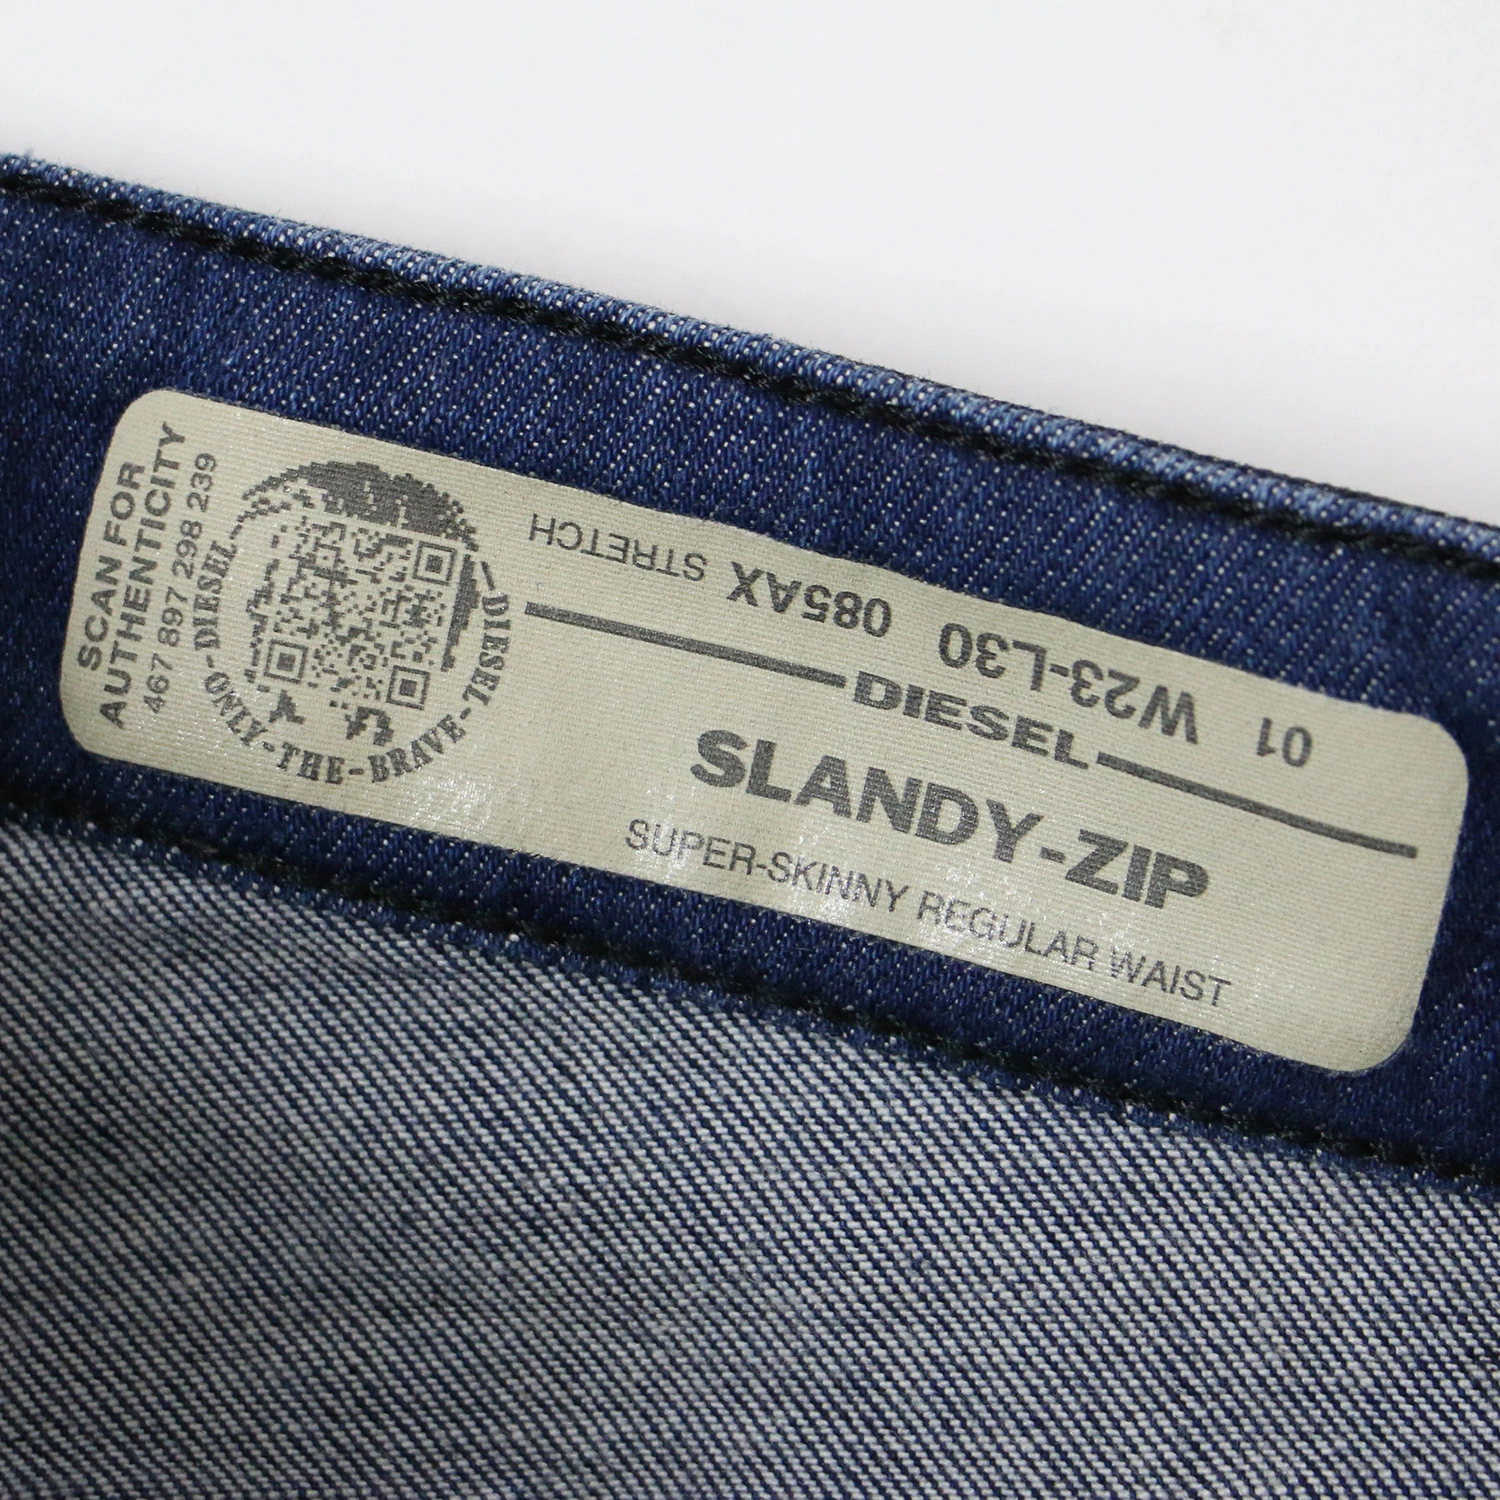 SCAN FOR
AUTHENTICITY
467 897 298 239
DIESEL-ONLY-THE-BRAVE-DIESEL
01 W23-L30 085AX STRETCH
DIESEL
SLANDY-ZIP
SUPER-SKINNY REGULAR WAIST